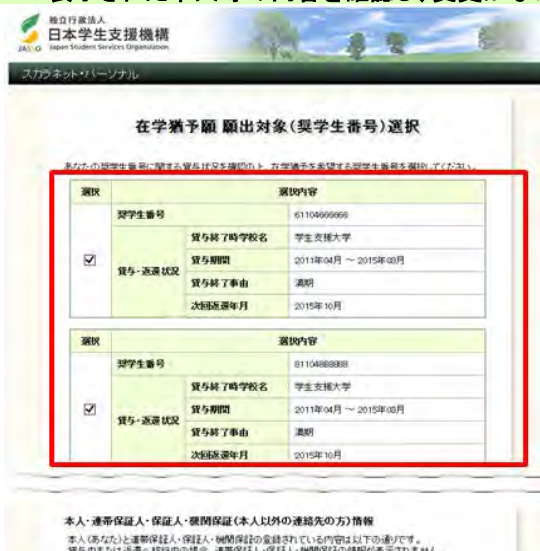 独立行政法人
日本学生支援機構
JASSO Japan Student Services Organization
スカラネット・パーソナル
在学猶予願 願出対象(奨学生番号)選択
あなたの奨学生番号に関する貸与状況を確認の上、在学猶予を希望する奨学生番号を選択してください。
選択 選択内容
奨学生番号 61104666666
貸与・返還状況
貸与終了時学校名 学生支援大学
貸与期間 2011年04月 ～ 2015年03月
貸与終了事由 満期
次回返還年月 2015年10月
選択 選択内容
奨学生番号 81104888888
貸与・返還状況
貸与終了時学校名 学生支援大学
貸与期間 2011年04月 ～ 2015年03月
貸与終了事由 満期
次回返還年月 2015年10月
本人・連帯保証人・保証人・機関保証(本人以外の連絡先の方)情報
本人(あなた)と連帯保証人・保証人・機関保証の登録されている内容は以下の通りです。